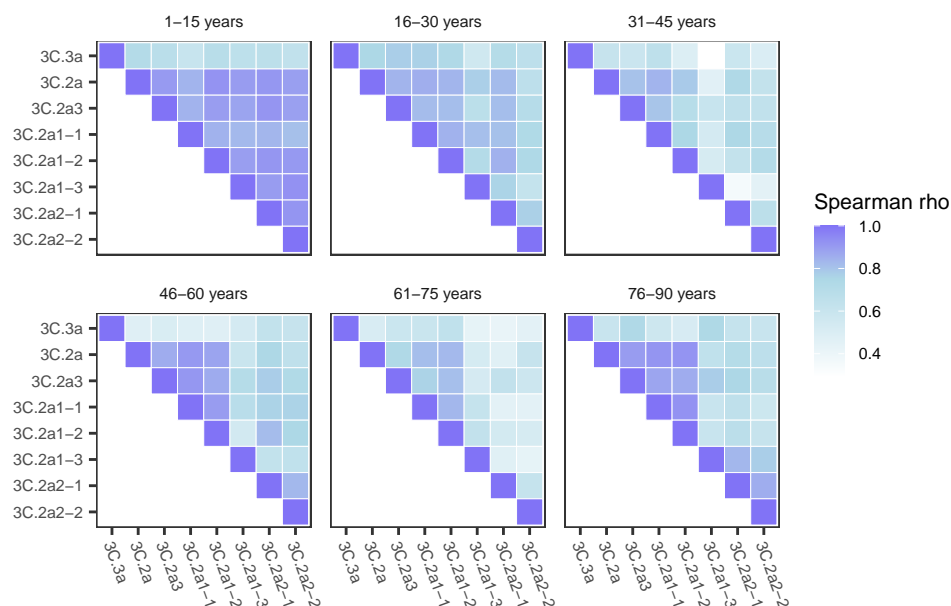 1–15 years
16–30 years
31–45 years
3C.3a
3C.2a
3C.2a3
3C.2a1–1
3C.2a1–2
3C.2a1–3
3C.2a2–1
3C.2a2–2
Spearman rho
1.0
0.8
0.6
0.4
46–60 years
61–75 years
76–90 years
3C.3a
3C.2a
3C.2a3
3C.2a1–1
3C.2a1–2
3C.2a1–3
3C.2a2–1
3C.2a2–2
3C.3a
3C.2a
3C.2a3
3C.2a1–1
3C.2a1–2
3C.2a1–3
3C.2a2–1
3C.2a2–2
3C.3a
3C.2a
3C.2a3
3C.2a1–1
3C.2a1–2
3C.2a1–3
3C.2a2–1
3C.2a2–2
3C.3a
3C.2a
3C.2a3
3C.2a1–1
3C.2a1–2
3C.2a1–3
3C.2a2–1
3C.2a2–2